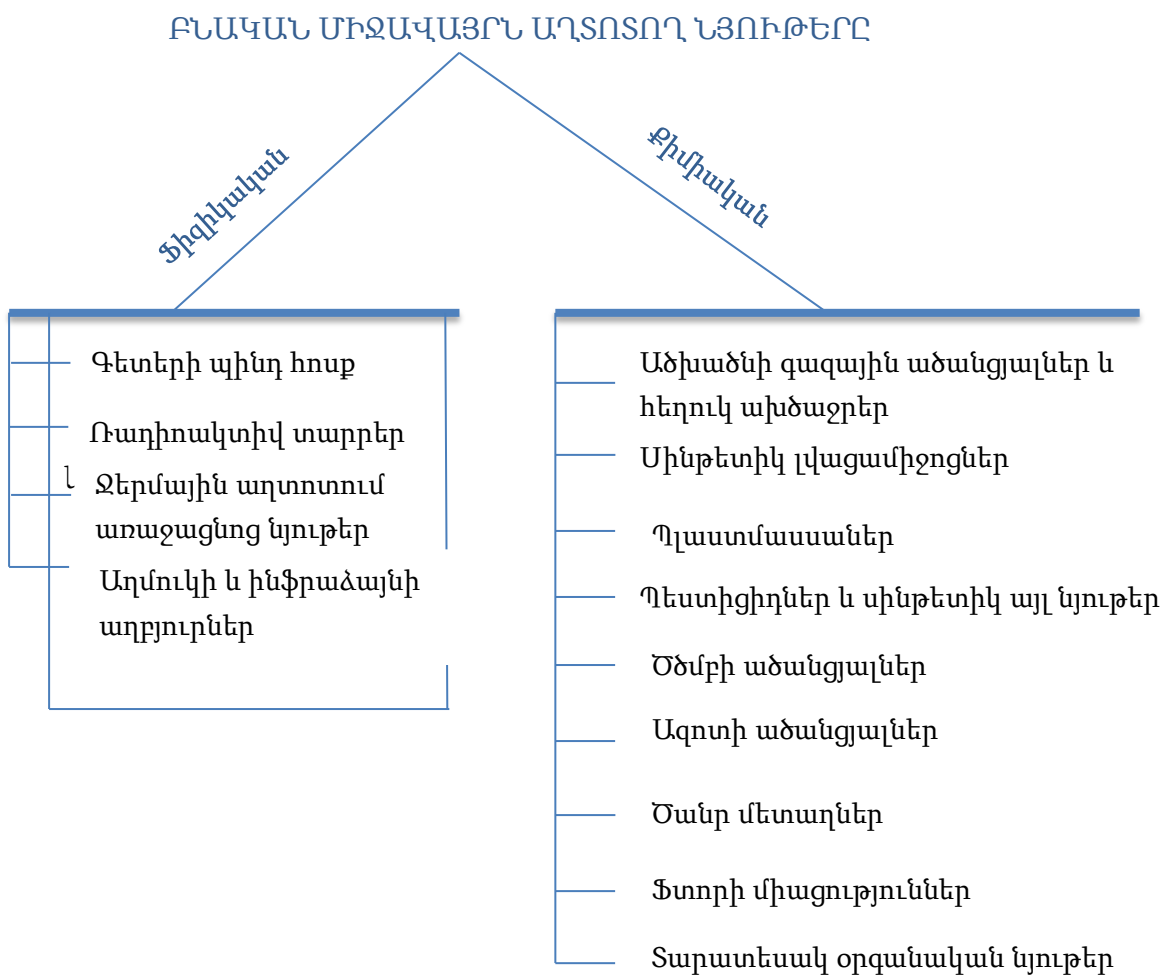 ԲՆԱԿԱՆ ՄԻՋԱՎԱՅՐՆ ԱՂՏՈՏՈՂ ՆՅՈՒԹԵՐԸ
Ֆիզիկական
Քիմիական
Գետերի պինդ հոսք
Ռադիոակտիվ տարրեր
լ
Ջերմային աղտոտում
առաջացնոց նյութեր
Աղմուկի և ինֆրաձայնի
աղբյուրներ
Ածխածնի գազային ածանցյալներ և
հեղուկ ախծաջրեր
Սինթետիկ լվացամիջոցներ
Պլաստմասսաներ
Պեստիցիդներ և սինթետիկ այլ նյութեր
Ծծմբի ածանցյալներ
Ազոտի ածանցյալներ
Ծանր մետաղներ
Ֆտորի միացություններ
Տարատեսակ օրգանական նյութեր